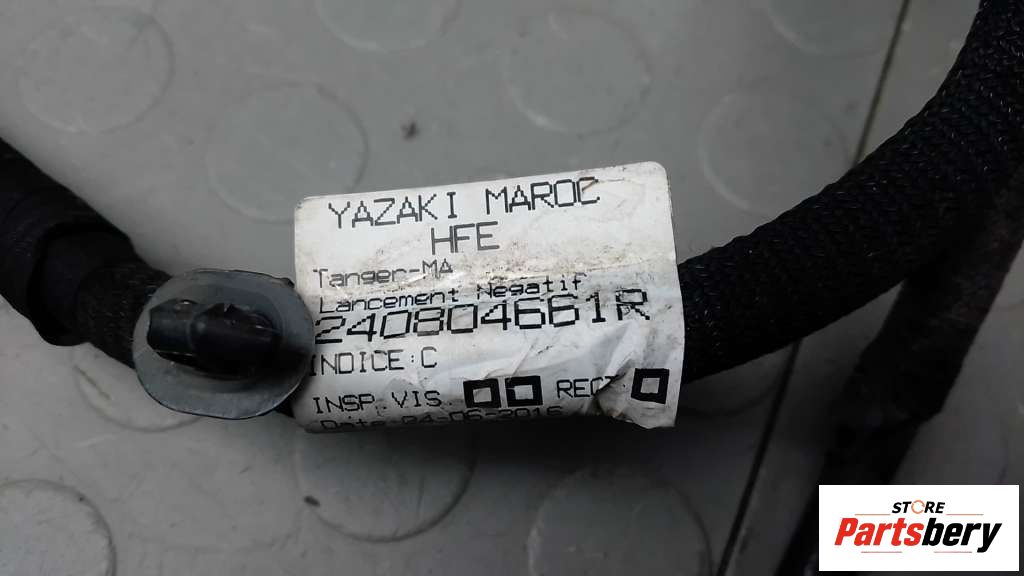 YAZAKI MAROC
HFE
Tanger-MA
Lancement Negatif
240804661R
INDICE:C
INSP.VIS. RECT.
Date 04-06-2016
STORE
Partsbery